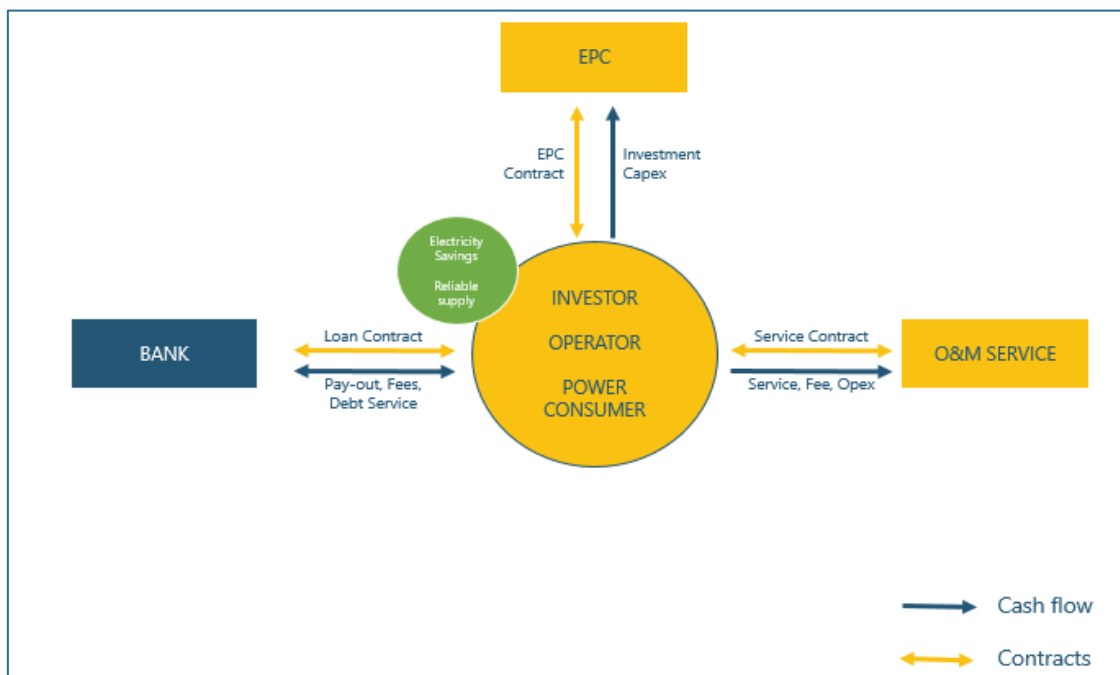 EPC
EPC
Contract
Investment
Capex
Electricity
Savings
Reliable
supply
INVESTOR
OPERATOR
POWER
CONSUMER
BANK
Loan Contract
Pay-out, Fees,
Debt Service
Service Contract
Service, Fee, Opex
O&M SERVICE
Cash flow
Contracts